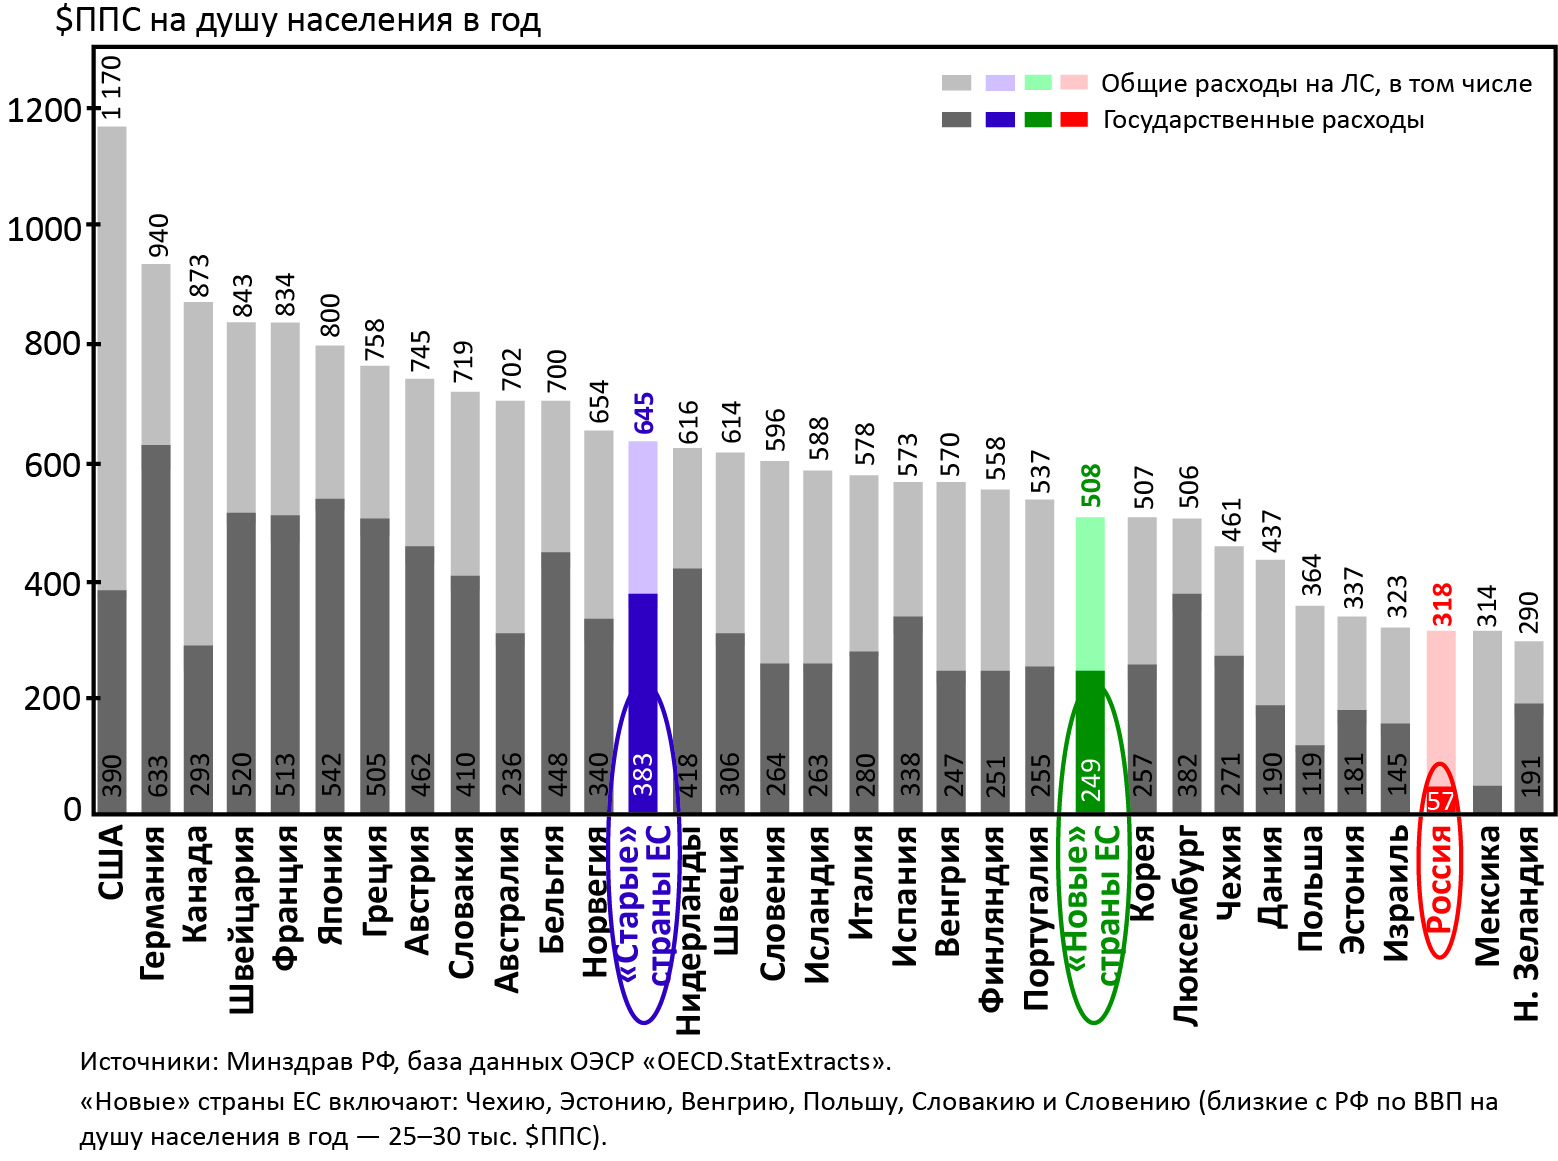 $ППС на душу населения в год
Общие расходы на ЛС, в том числе
Государственные расходы
1200
1000
800
600
400
200
0
1 170
940
873
843
834
800
758
745
719
702
700
654
645
616
614
596
588
578
573
570
558
537
508
507
506
461
437
364
337
323
318
314
290
390
633
293
520
513
542
505
462
410
236
448
340
383
418
306
264
263
280
338
247
251
255
249
257
382
271
190
119
181
145
57
191
США
Германия
Канада
Швейцария
Франция
Япония
Греция
Австрия
Словакия
Австралия
Бельгия
Норвегия
«Старые»
страны ЕС
Нидерланды
Швеция
Словения
Исландия
Италия
Испания
Венгрия
Финляндия
Португалия
«Новые»
страны ЕС
Корея
Люксембург
Чехия
Дания
Польша
Эстония
Израиль
Россия
Мексика
Н. Зеландия
Источники: Минздрав РФ, база данных ОЭСР «OECD.StatExtracts».
«Новые» страны ЕС включают: Чехию, Эстонию, Венгрию, Польшу, Словакию и Словению (близкие с РФ по ВВП на
душу населения в год — 25–30 тыс. $ППС).